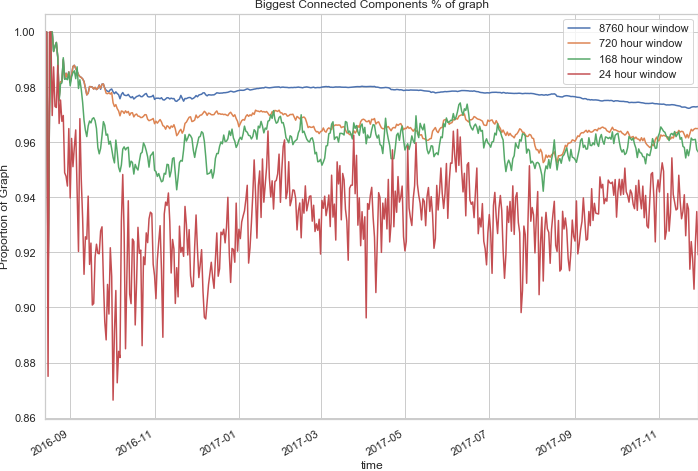 Biggest Connected Components % of graph
8760 hour window
720 hour window
168 hour window
24 hour window
1.00
0.98
0.96
0.94
0.92
0.90
0.88
0.86
Proportion of Graph
2016-09
2016-11
2017-01
2017-03
2017-05
2017-07
2017-09
2017-11
time